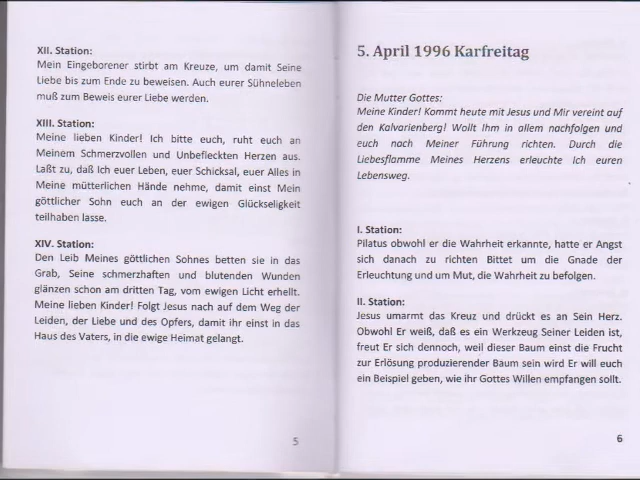 XII. Station:
Mein Eingeborener stirbt am Kreuze, um damit Seine
Liebe bis zum Ende zu beweisen. Auch eurer Sühneleben
muß zum Beweis eurer Liebe werden.
XIII. Station:
Meine lieben Kinder! Ich bitte euch, ruht euch an
Meinem Schmerzvollen und Unbefleckten Herzen aus.
Laßt zu, daß Ich euer Leben, euer Schicksal, euer Alles in
Meine mütterlichen Hände nehme, damit einst Mein
göttlicher Sohn euch an der ewigen Glückseligkeit
teilhaben lasse.
XIV. Station:
Den Leib Meines göttlichen Sohnes betten sie in das
Grab, Seine schmerzhaften und blutenden Wunden
glänzen schon am dritten Tag, vom ewigen Licht erhellt.
Meine lieben Kinder! Folgt Jesus nach auf dem Weg der
Leiden, der Liebe und des Opfers, damit ihr einst in das
Haus des Vaters, in die ewige Heimat gelangt.
5
5. April 1996 Karfreitag
Die Mutter Gottes:
Meine Kinder! Kommt heute mit Jesus und Mir vereint auf
den Kalvarienberg! Wollt Ihm in allem nachfolgen und
euch nach Meiner Führung richten. Durch die
Liebesflamme Meines Herzens erleuchte Ich euren
Lebensweg.
I. Station:
Pilatus obwohl er die Wahrheit erkannte, hatte er Angst
sich danach zu richten Bittet um die Gnade der
Erleuchtung und um Mut, die Wahrheit zu befolgen.
II. Station:
Jesus umarmt das Kreuz und drückt es an Sein Herz.
Obwohl Er weiß, daß es ein Werkzeug Seiner Leiden ist,
freut Er sich dennoch, weil dieser Baum einst die Frucht
zur Erlösung produzierender Baum sein wird Er will euch
ein Beispiel geben, wie ihr Gottes Willen empfangen sollt.
6